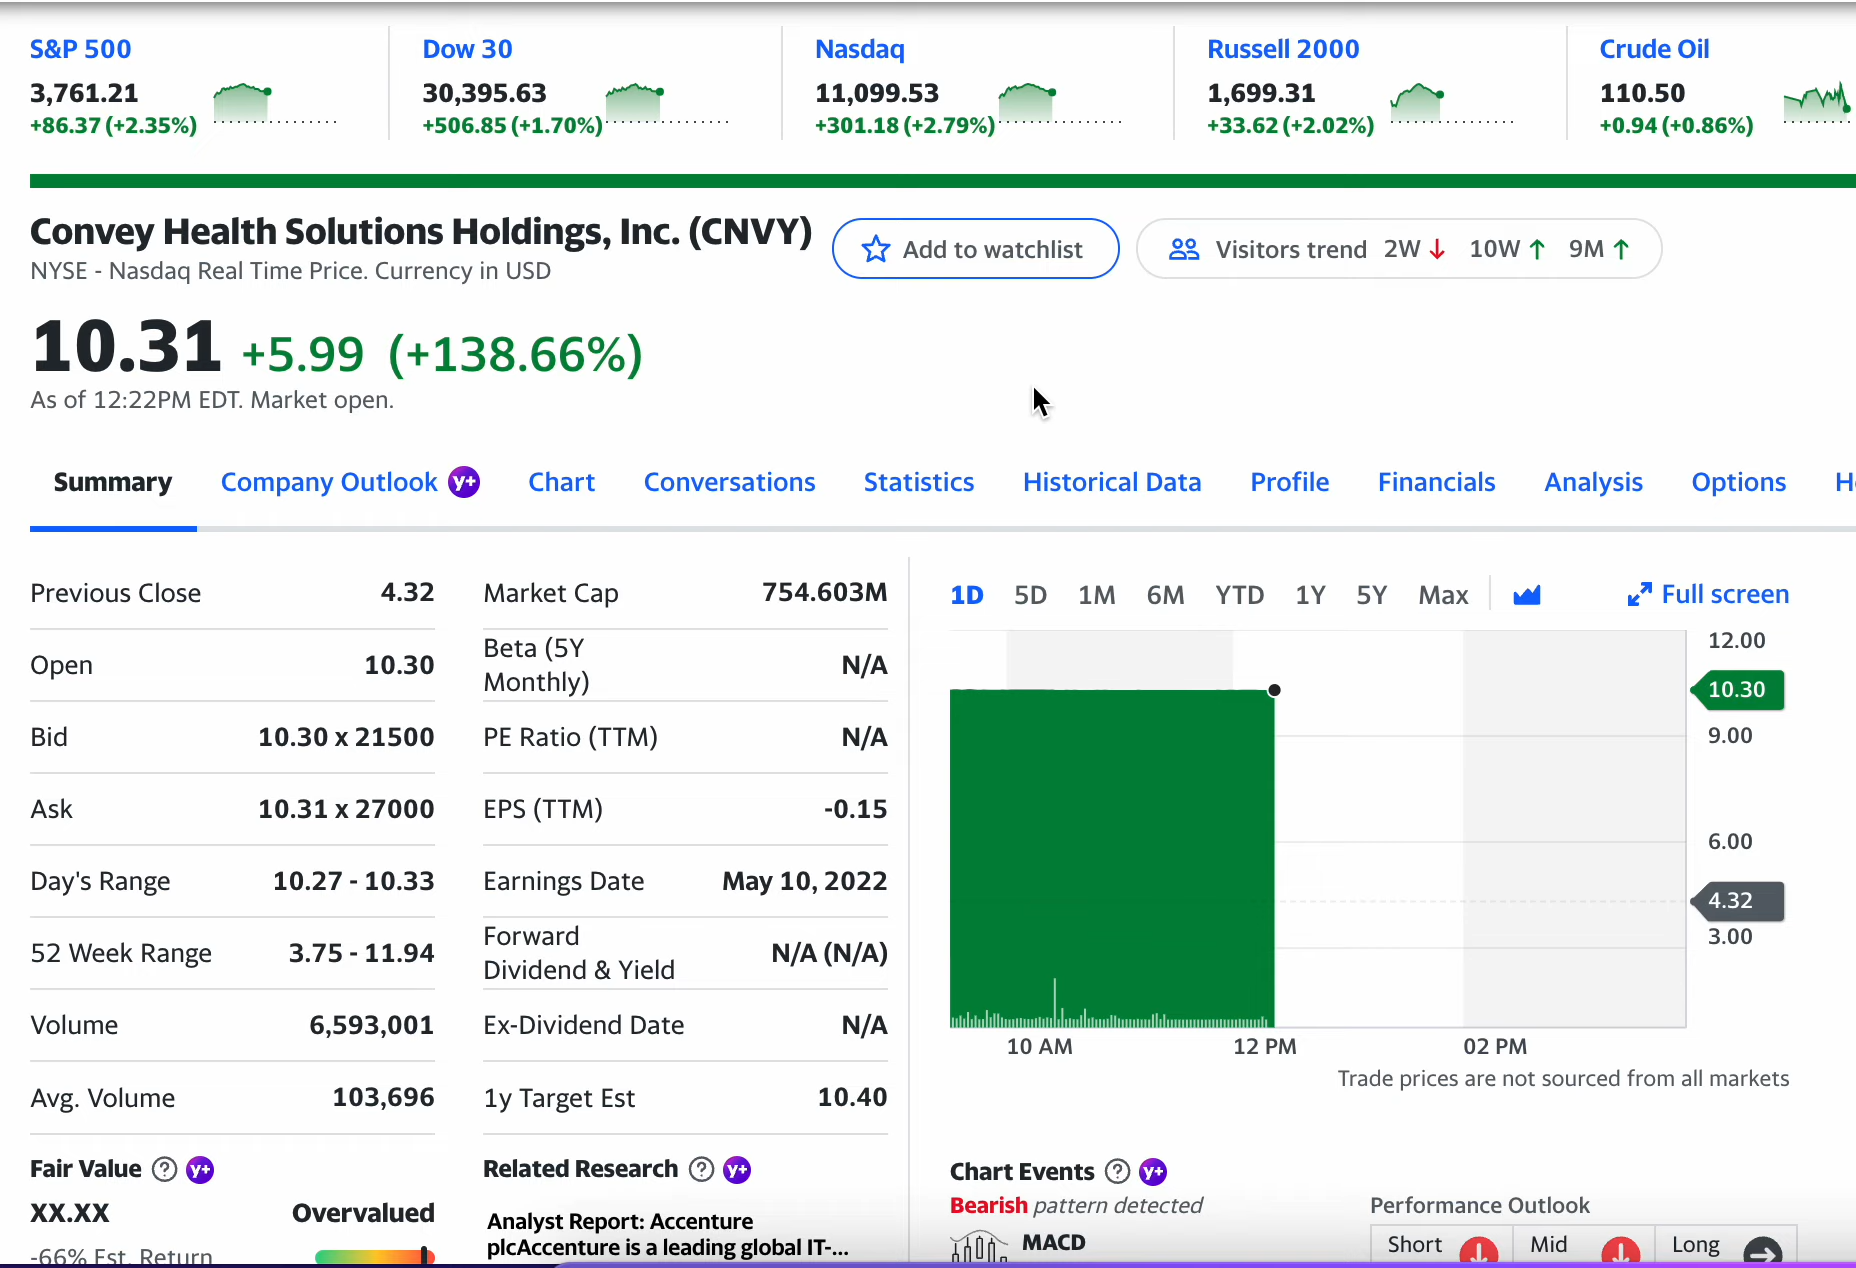 S&P 500
3,761.21
+86.37 (+2.35%)
Dow 30
30,395.63
+506.85 (+1.70%)
Nasdaq
11,099.53
+301.18 (+2.79%)
Russell 2000
1,699.31
+33.62 (+2.02%)
Crude Oil
110.50
+0.94 (+0.86%)
Convey Health Solutions Holdings, Inc. (CNVY)
NYSE - Nasdaq Real Time Price. Currency in USD
Add to watchlist
Visitors trend 2W 10W 9M
10.31 +5.99 (+138.66%)
As of 12:22PM EDT. Market open.
Summary Company Outlook y+ Chart Conversations Statistics Historical Data Profile Financials Analysis Options
Previous Close 4.32
Open 10.30
Bid 10.30 x 21500
Ask 10.31 x 27000
Day's Range 10.27 - 10.33
52 Week Range 3.75 - 11.94
Volume 6,593,001
Avg. Volume 103,696
Market Cap 754.603M
Beta (5Y
Monthly) N/A
PE Ratio (TTM) N/A
EPS (TTM) -0.15
Earnings Date May 10, 2022
Forward
Dividend & Yield N/A (N/A)
Ex-Dividend Date N/A
1y Target Est 10.40
1D 5D 1M 6M YTD 1Y 5Y Max Full screen
12.00
10.30
9.00
6.00
4.32
3.00
10 AM 12 PM 02 PM
Trade prices are not sourced from all markets
Fair Value ? y+
XX.XX Overvalued
-66% Est. Return
Related Research ? y+
Analyst Report: Accenture
plcAccenture is a leading global IT-...
Chart Events ? y+
Bearish pattern detected
MACD
Performance Outlook
Short Mid Long